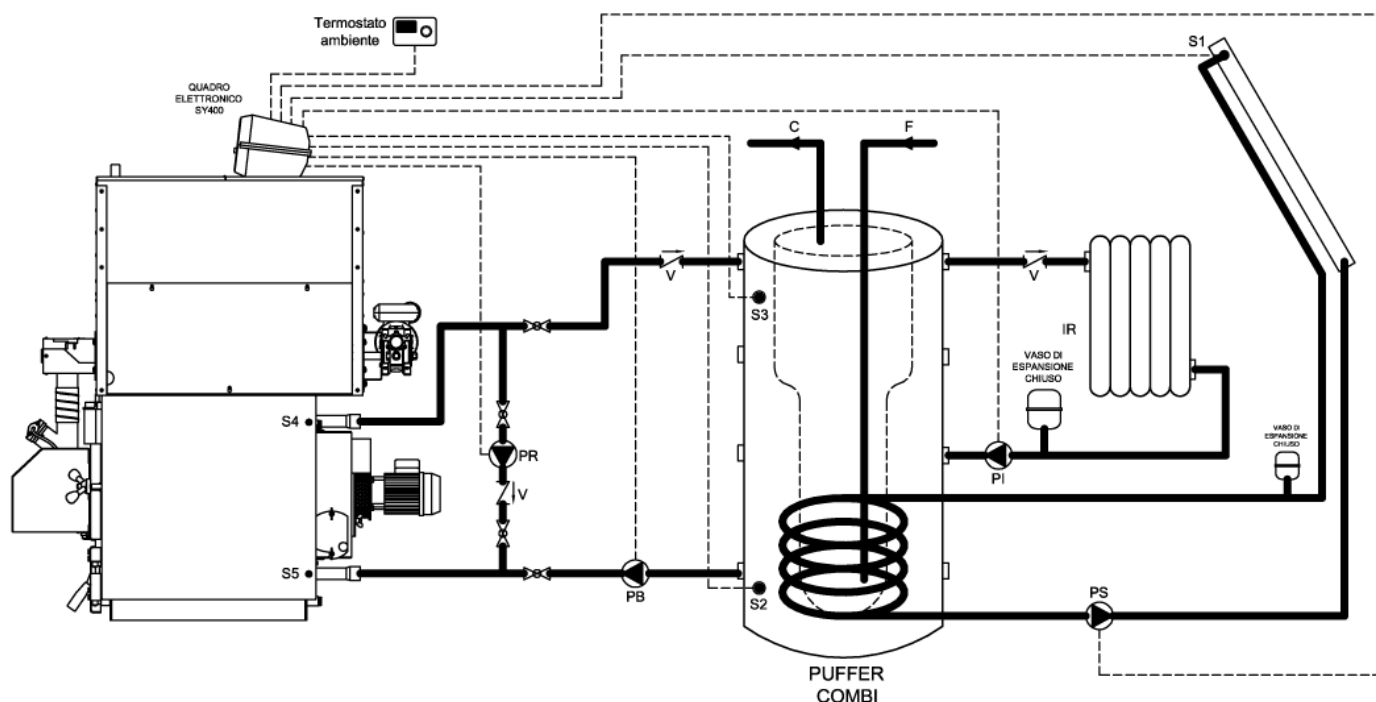 Termostato
ambiente
QUADRO
ELETTRONICO
SY400
S1
C
F
V
V
S3
IR
VASO DI
ESPANSIONE
CHIUSO
S4
VASO DI
ESPANSIONE
CHIUSO
PR
PI
V
S5
PB
S2
PS
PUFFER
COMBI